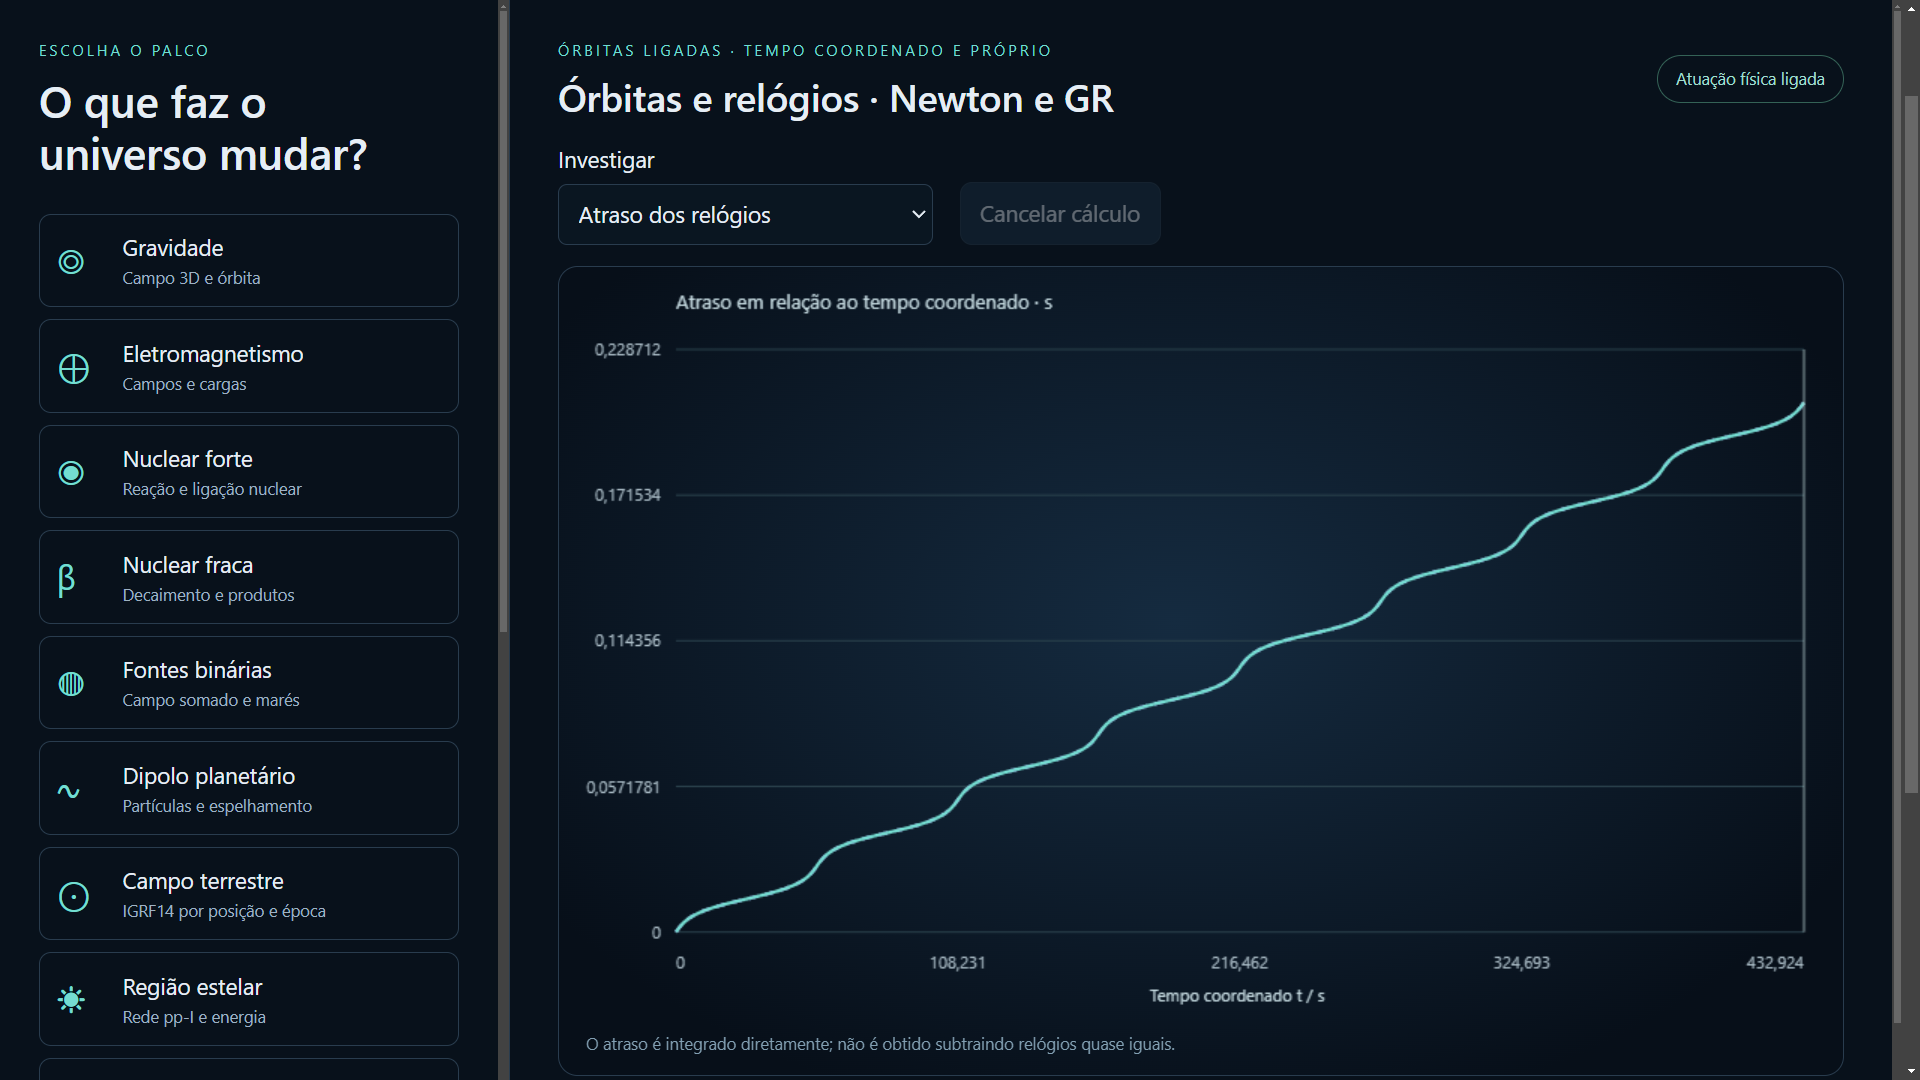 ESCOLHA O PALCO
O que faz o
universo mudar?
Gravidade
Campo 3D e órbita
Eletromagnetismo
Campos e cargas
Nuclear forte
Reação e ligação nuclear
β
Nuclear fraca
Decaimento e produtos
Fontes binárias
Campo somado e marés
Dipolo planetário
Partículas e espelhamento
Campo terrestre
IGRF14 por posição e época
Região estelar
Rede pp-I e energia
ÓRBITAS LIGADAS · TEMPO COORDENADO E PRÓPRIO
Órbitas e relógios · Newton e GR
Atuação física ligada
Investigar
Atraso dos relógios
Cancelar cálculo
Atraso em relação ao tempo coordenado · s
0,228712
0,171534
0,114356
0,0571781
0
0 108,231 216,462 324,693 432,924
Tempo coordenado t / s
O atraso é integrado diretamente; não é obtido subtraindo relógios quase iguais.